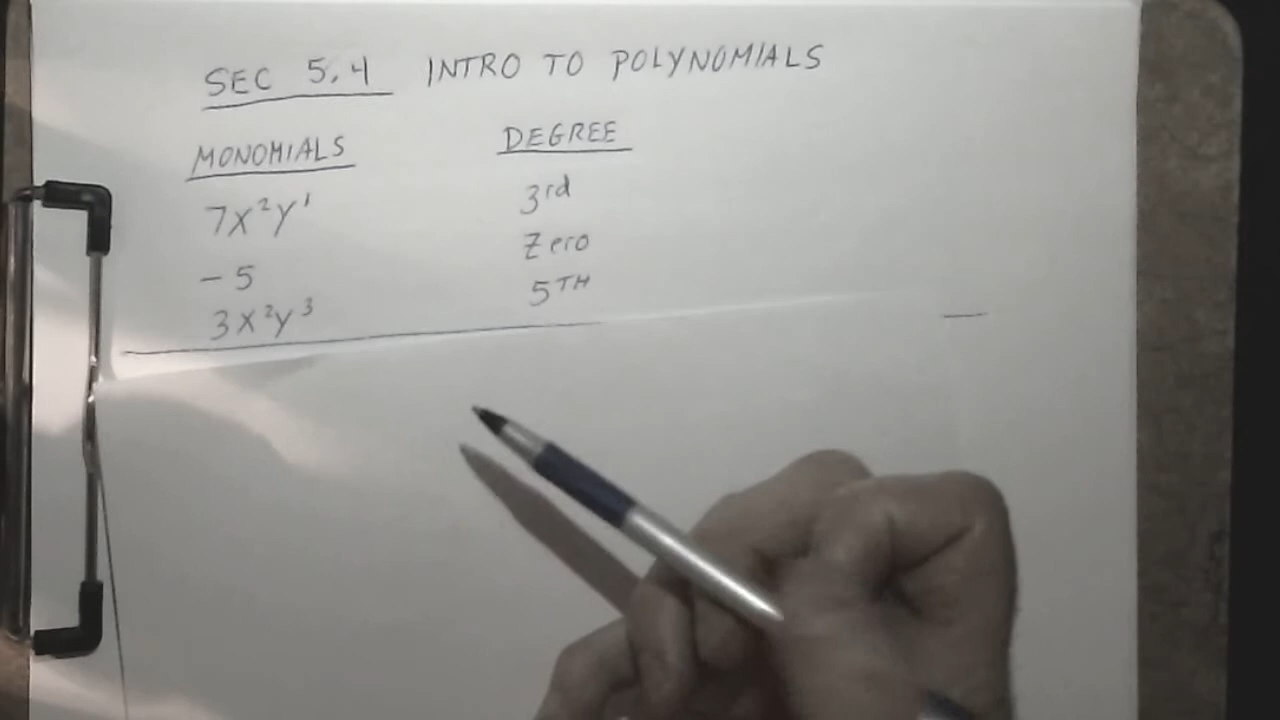 SEC 5.4 INTRO TO POLYNOMIALS
MONOMIALS DEGREE
7x²y¹ 3rd
-5 Zero
3x²y³ 5TH